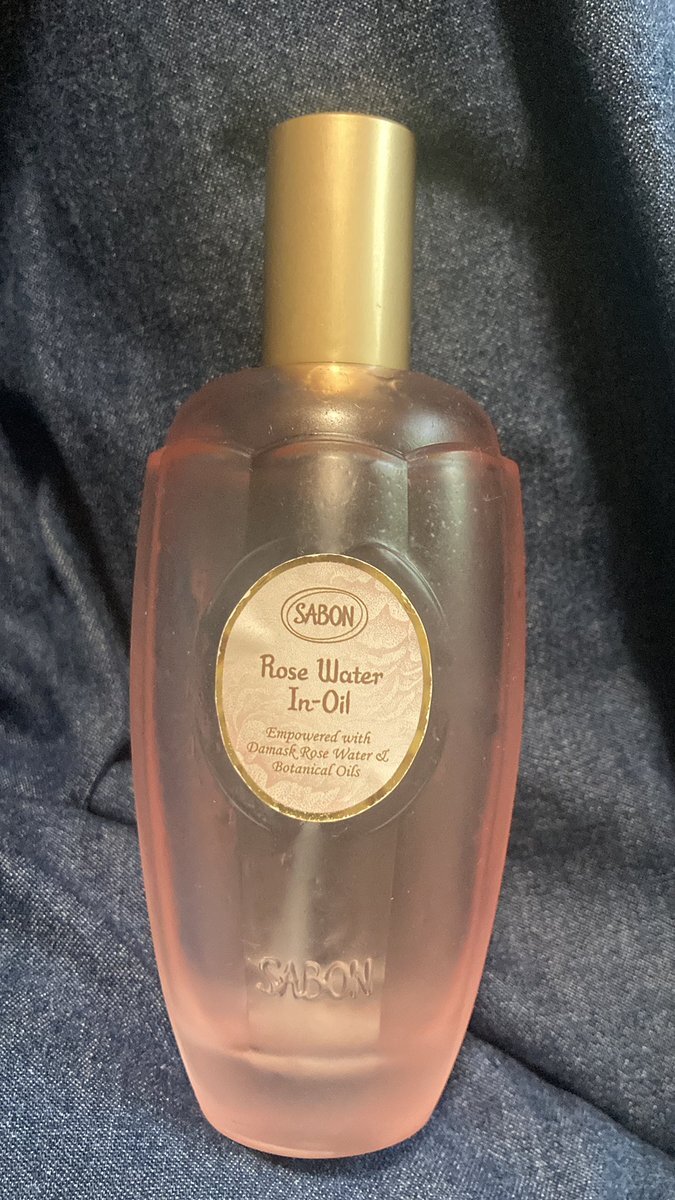 SABON
Rose Water
In-Oil
Empowered with
Damask Rose Water &
Botanical Oils
SABON